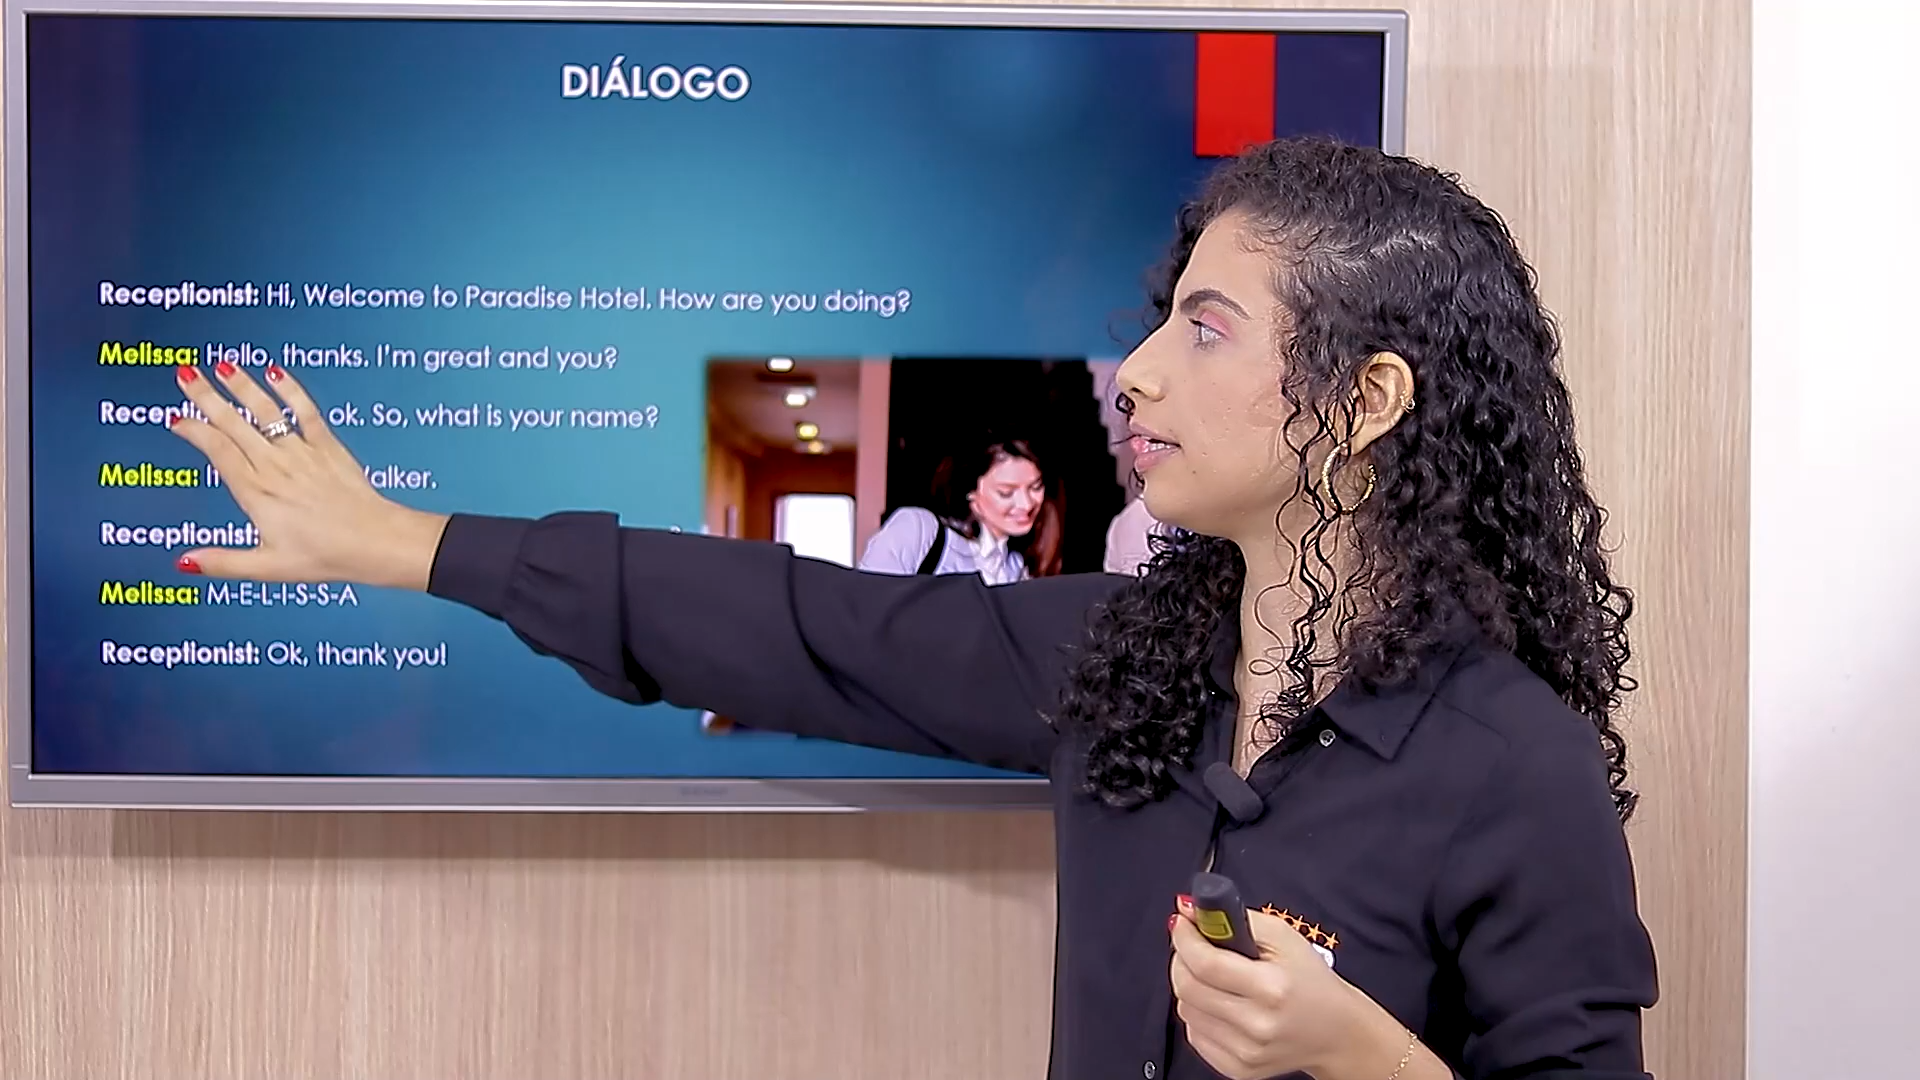 DIÁLOGO
Receptionist: Hi, Welcome to Paradise Hotel. How are you doing?
Melissa: Hello, thanks. I'm great and you?
ok. So, what is your name?
Melissa:
Receptionist:
Melissa: M-E-L-I-S-S-A
Receptionist: Ok, thank you!